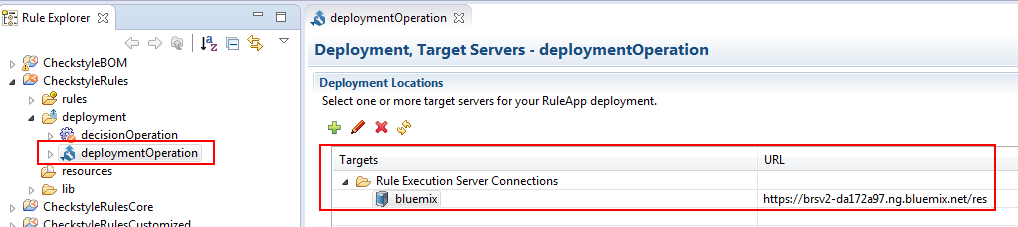 Rule Explorer
CheckstyleBOM
CheckstyleRules
rules
deployment
decisionOperation
deploymentOperation
resources
lib
CheckstyleRulesCore
CheckstyleRulesCustomized
deploymentOperation
Deployment, Target Servers - deploymentOperation
Deployment Locations
Select one or more target servers for your RuleApp deployment.
Targets URL
Rule Execution Server Connections
bluemix https://brsv2-da172a97.ng.bluemix.net/res